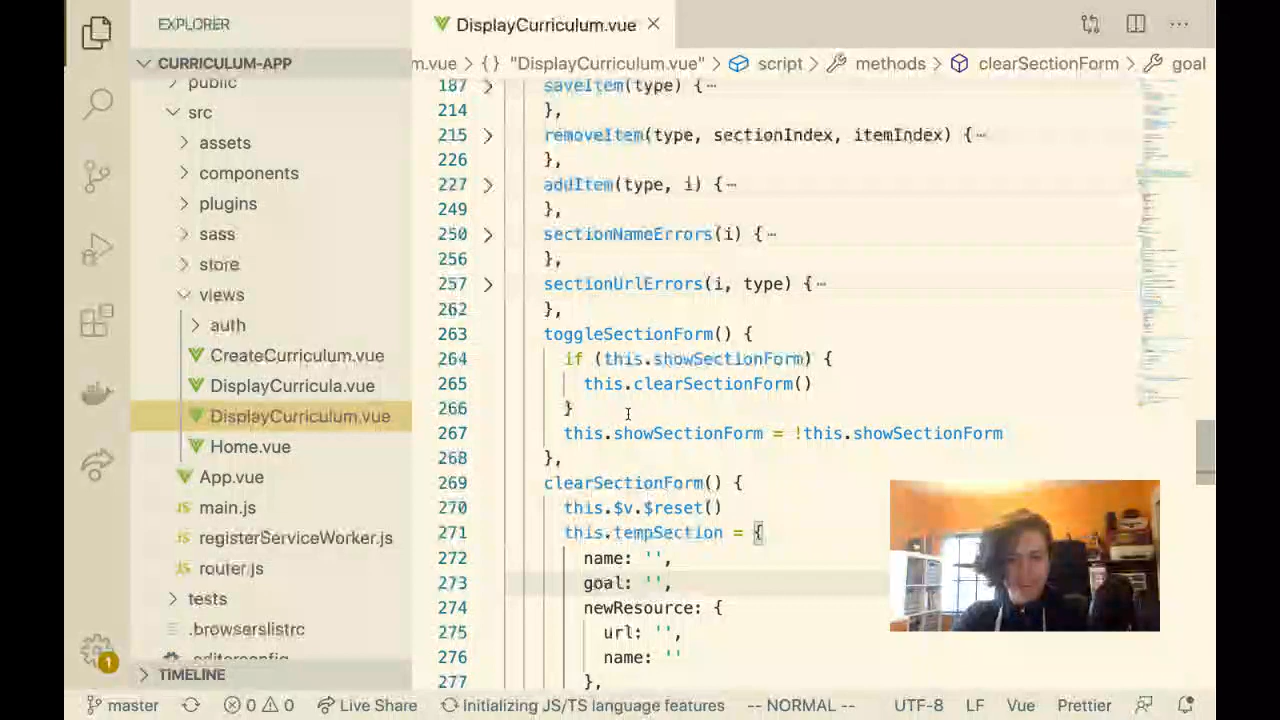 EXPLORER
CURRICULUM-APP
public
src
assets
components
plugins
sass
store
views
auth
CreateCurriculum.vue
DisplayCurricula.vue
DisplayCurriculum.vue
Home.vue
App.vue
main.js
registerServiceWorker.js
router.js
tests
.browserslistrc
.editorconfig
TIMELINE
DisplayCurriculum.vue
m.vue > {} "DisplayCurriculum.vue" > script > methods > clearSectionForm > goal
187 saveItem(type) {…
214 },
215 removeItem(type, sectionIndex, itemIndex) {…
226 },
227 addItem(type, i) {…
249 },
250 sectionNameErrors(i) {…
256 },
257 sectionUrlErrors(i, type) {…
262 },
263 toggleSectionForm() {
264 if (this.showSectionForm) {
265 this.clearSectionForm()
266 }
267 this.showSectionForm = !this.showSectionForm
268 },
269 clearSectionForm() {
270 this.$v.$reset()
271 this.tempSection = {
272 name: '',
273 goal: '',
274 newResource: {
275 url: '',
276 name: ''
277 },
1
master 0 0 Live Share Initializing JS/TS language features -- NORMAL -- UTF-8 LF Vue Prettier